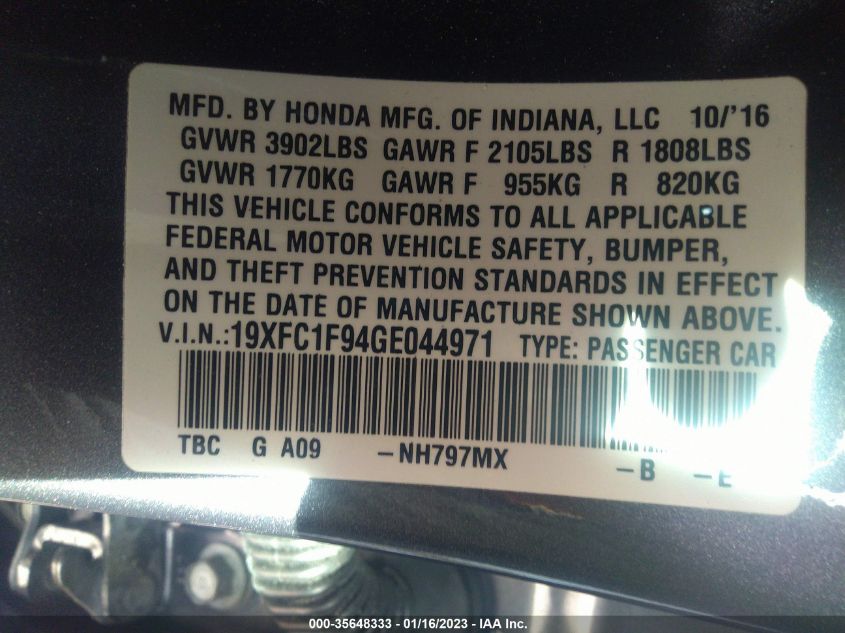 MFD. BY HONDA MFG. OF INDIANA, LLC 10/'16
GVWR 3902LBS GAWR F 2105LBS R 1808LBS
GVWR 1770KG GAWR F 955KG R 820KG
THIS VEHICLE CONFORMS TO ALL APPLICABLE
FEDERAL MOTOR VEHICLE SAFETY, BUMPER,
AND THEFT PREVENTION STANDARDS IN EFFECT
ON THE DATE OF MANUFACTURE SHOWN ABOVE.
V.I.N.:19XFC1F94GE044971 TYPE: PASSENGER CAR
TBC G A09 -NH797MX -B -E
000-35648333 - 01/16/2023 - IAA Inc.